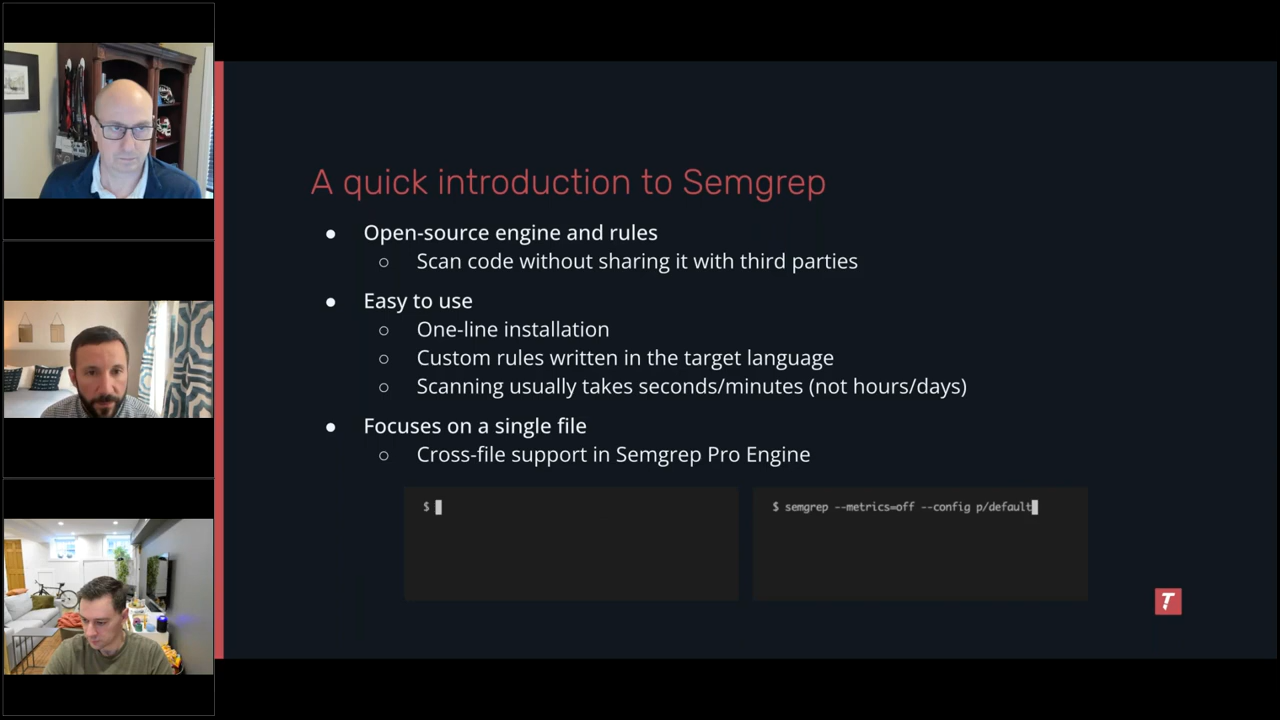 A quick introduction to Semgrep
● Open-source engine and rules
○ Scan code without sharing it with third parties
● Easy to use
○ One-line installation
○ Custom rules written in the target language
○ Scanning usually takes seconds/minutes (not hours/days)
● Focuses on a single file
○ Cross-file support in Semgrep Pro Engine
$
$ semgrep --metrics=off --config p/default
T